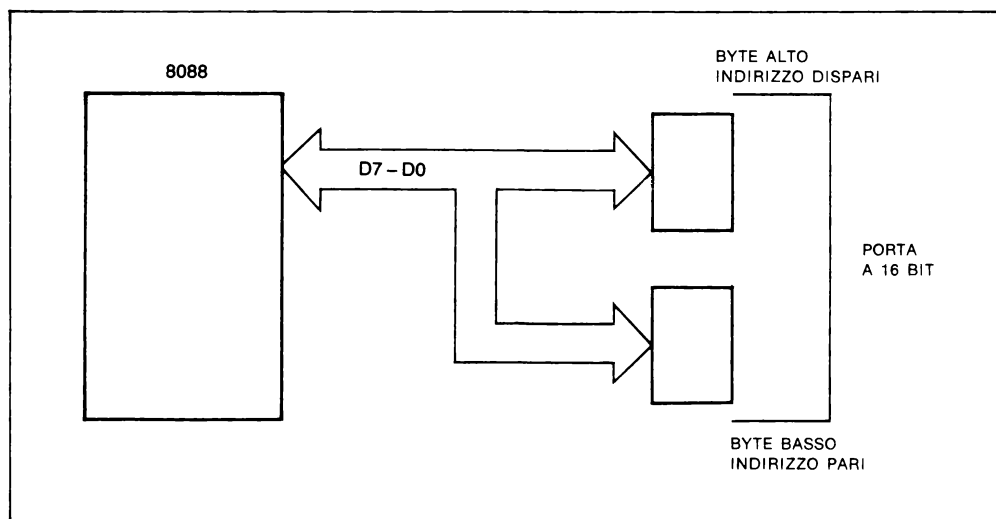 8088
BYTE ALTO
INDIRIZZO DISPARI
D7 – D0
PORTA
A 16 BIT
BYTE BASSO
INDIRIZZO PARI